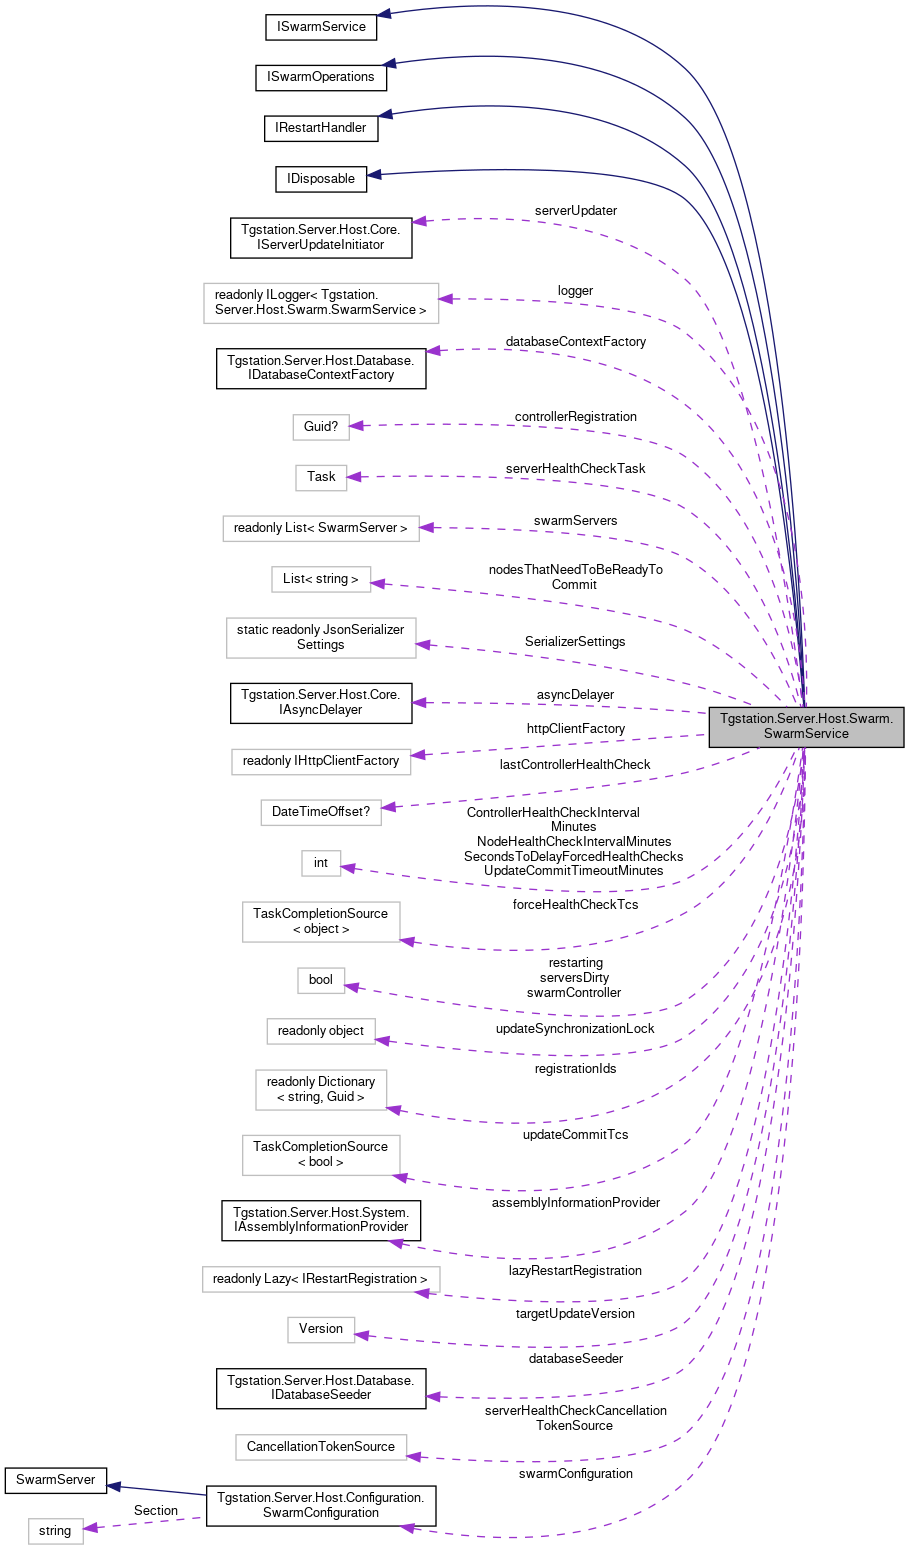 ISwarmService
ISwarmOperations
IRestartHandler
IDisposable
serverUpdater
Tgstation.Server.Host.Core.
IServerUpdateInitiator
logger
readonly ILogger< Tgstation.
Server.Host.Swarm.SwarmService >
databaseContextFactory
Tgstation.Server.Host.Database.
IDatabaseContextFactory
controllerRegistration
Guid?
serverHealthCheckTask
Task
swarmServers
readonly List< SwarmServer >
nodesThatNeedToBeReadyTo
Commit
List< string >
static readonly JsonSerializer
Settings
SerializerSettings
Tgstation.Server.Host.Core.
IAsyncDelayer
asyncDelayer
Tgstation.Server.Host.Swarm.
SwarmService
httpClientFactory
readonly IHttpClientFactory
lastControllerHealthCheck
DateTimeOffset?
ControllerHealthCheckInterval
Minutes
NodeHealthCheckIntervalMinutes
SecondsToDelayForcedHealthChecks
UpdateCommitTimeoutMinutes
int
forceHealthCheckTcs
TaskCompletionSource
< object >
restarting
serversDirty
swarmController
bool
updateSynchronizationLock
readonly object
registrationIds
readonly Dictionary
< string, Guid >
updateCommitTcs
TaskCompletionSource
< bool >
assemblyInformationProvider
Tgstation.Server.Host.System.
IAssemblyInformationProvider
lazyRestartRegistration
readonly Lazy< IRestartRegistration >
targetUpdateVersion
Version
databaseSeeder
Tgstation.Server.Host.Database.
IDatabaseSeeder
serverHealthCheckCancellation
TokenSource
CancellationTokenSource
swarmConfiguration
SwarmServer
Tgstation.Server.Host.Configuration.
SwarmConfiguration
Section
string